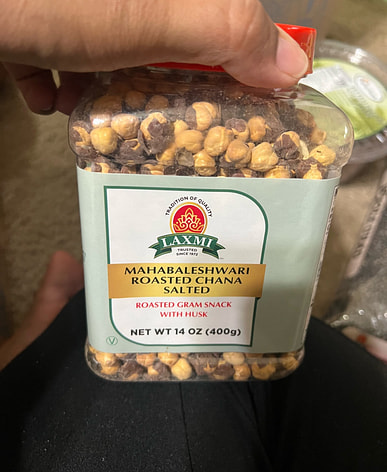 TRADITION OF QUALITY
LAXMI
TRUSTED
SINCE 1972
MAHABALESHWARI
ROASTED CHANA
SALTED
ROASTED GRAM SNACK
WITH HUSK
NET WT 14 OZ (400g)
V